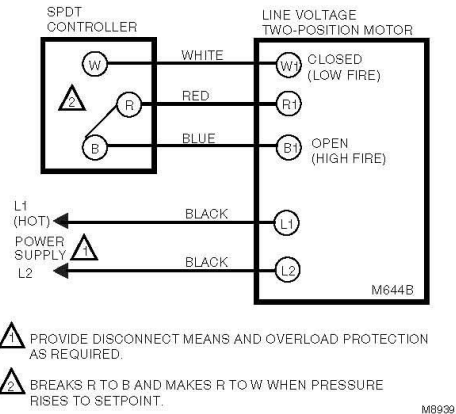 SPDT
CONTROLLER
LINE VOLTAGE
TWO-POSITION MOTOR
W
WHITE
W1
CLOSED
(LOW FIRE)
2
R
RED
R1
B
BLUE
B1
OPEN
(HIGH FIRE)
L1
(HOT)
BLACK
L1
POWER
SUPPLY
1
L2
BLACK
L2
M644B
1 PROVIDE DISCONNECT MEANS AND OVERLOAD PROTECTION
AS REQUIRED.
2 BREAKS R TO B AND MAKES R TO W WHEN PRESSURE
RISES TO SETPOINT.
M8939